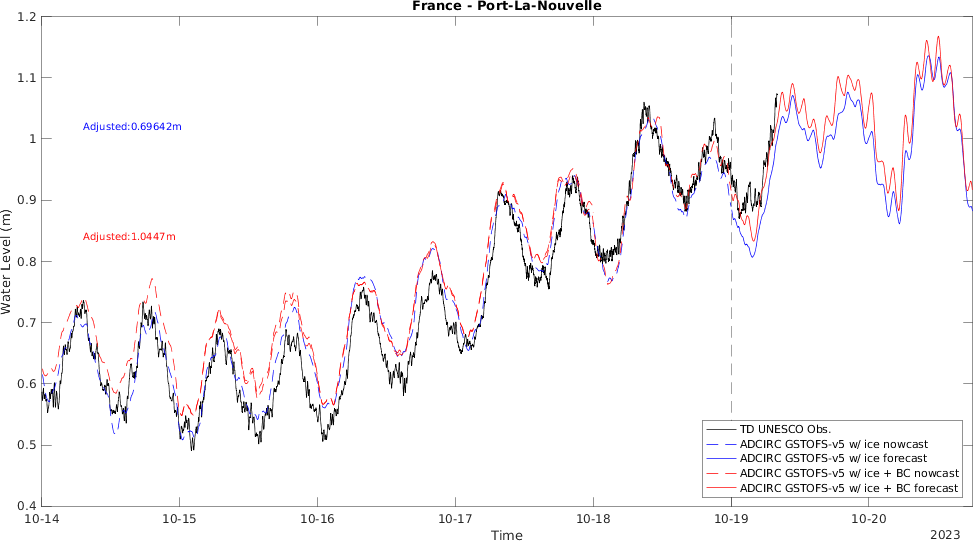 France - Port-La-Nouvelle
1.2
1.1
1
0.9
0.8
0.7
0.6
0.5
0.4
Water Level (m)
Adjusted:0.69642m
Adjusted:1.0447m
TD UNESCO Obs.
ADCIRC GSTOFS-v5 w/ ice nowcast
ADCIRC GSTOFS-v5 w/ ice forecast
ADCIRC GSTOFS-v5 w/ ice + BC nowcast
ADCIRC GSTOFS-v5 w/ ice + BC forecast
10-14 10-15 10-16 10-17 10-18 10-19 10-20
Time
2023